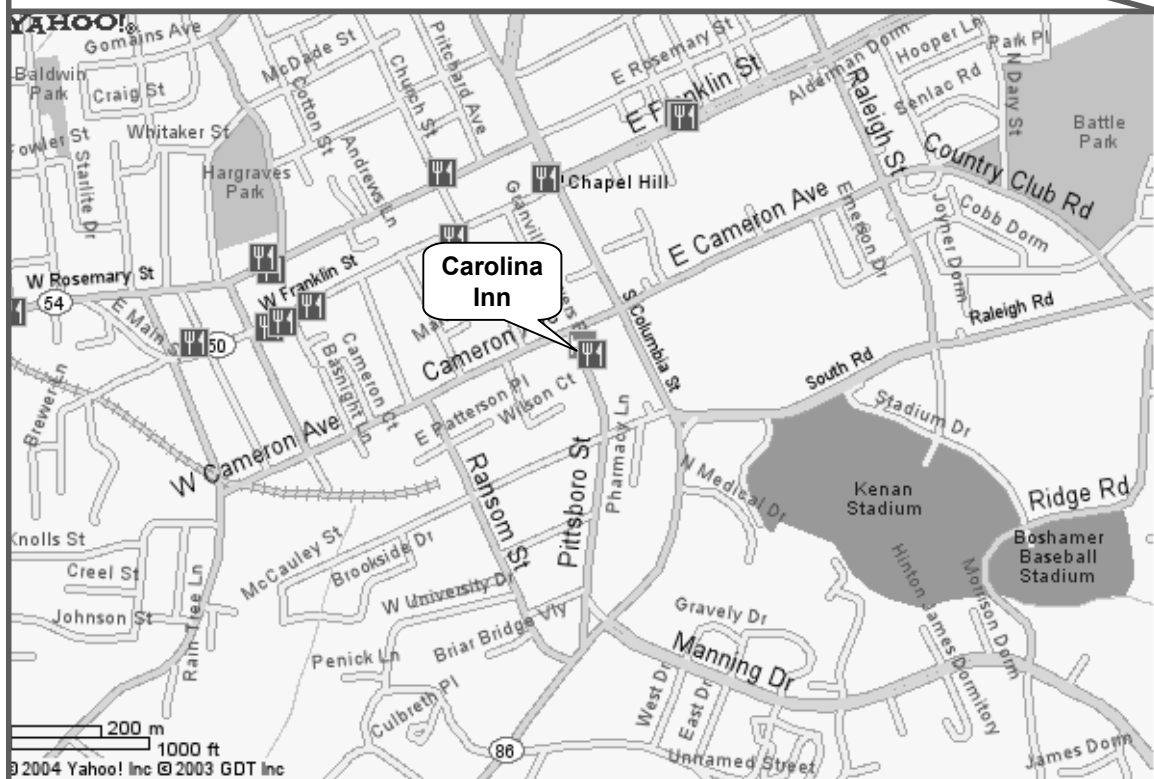 YAHOO!®
Gomains Ave
McDade St
Pritchard Ave
E Rosemary St
Alderman Dorm
Hooper Ln
Park Pl
Baldwin
Park
Craig St
Cotton St
Church St
E Franklin St
Raleigh St
Senlac Rd
N Dary St
Battle
Park
Fowler St
Whitaker St
Starlite Dr
Hargraves
Park
Andrews Ln
Chapel Hill
Country Club Rd
E Cameron Ave
Emerson Dr
Joyner Dorm
Cobb Dorm
W Rosemary St
54
W Franklin St
Carolina
Inn
S Columbia St
Raleigh Rd
E Main S
50
Cameron
South Rd
Brewer Ln
Basnight Ln
Cameron Ct
E Patterson Pl
Wilson Ct
Stadium Dr
W Cameron Ave
Ransom St
Pittsboro St
Pharmacy Ln
N Medical Dr
Kenan
Stadium
Ridge Rd
Knolls St
Creel St
McCauley St
Brookside Dr
Boshamer
Baseball
Stadium
Johnson St
Rain Tree Ln
W University Dr
Briar Bridge Vly
Gravely Dr
Hinton James Dormitory
Morrison Dorm
Penick Ln
Manning Dr
Culbreth Pl
West Dr
East Dr
200 m
1000 ft
86
Unnamed Street
James Dorm
© 2004 Yahoo! Inc © 2003 GDT Inc